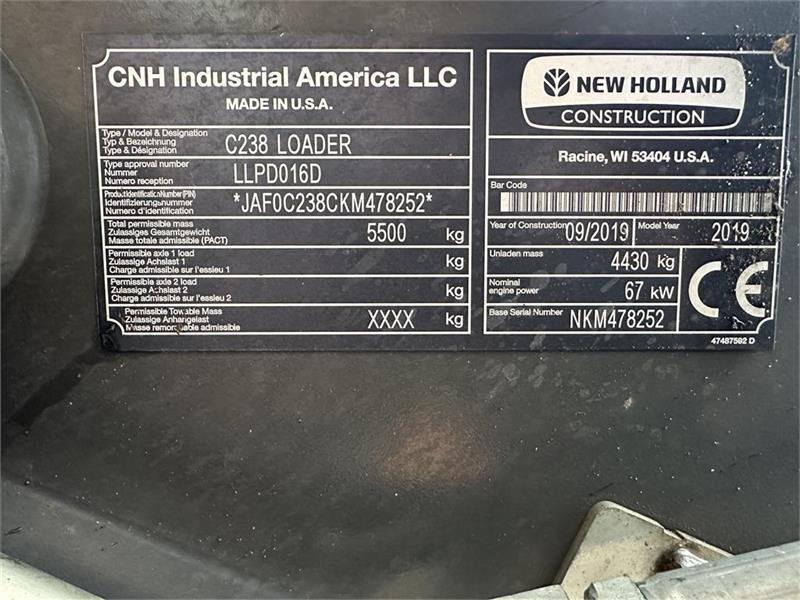 CNH Industrial America LLC
MADE IN U.S.A.
Type / Model & Designation
Typ & Bezeichnung
Type & Désignation
C238 LOADER
Type approval number
Nummer
Numero reception
LLPD016D
Product Identification Number (PIN)
Identifizierungsnummer
Numéro d'identification
*JAF0C238CKM478252*
Total permissible mass
Zulassiges Gesamtgewicht
Masse totale admissible (PACT)
5500 kg
Permissible axle 1 load
Zulassige Achslast 1
Charge admissible sur l'essieu 1
kg
Permissible axle 2 load
Zulassige Achslast 2
Charge admissible sur l'essieu 2
kg
Permissible Towable Mass
Zulassige Anhangelast
Masse remorquable admissible
XXXX kg
NEW HOLLAND
CONSTRUCTION
Racine, WI 53404 U.S.A.
Bar Code
Year of Construction 09/2019 Model Year 2019
Unladen mass
4430 kg
Nominal
engine power
67 kW
Base Serial Number NKM478252
CE
47487592 D